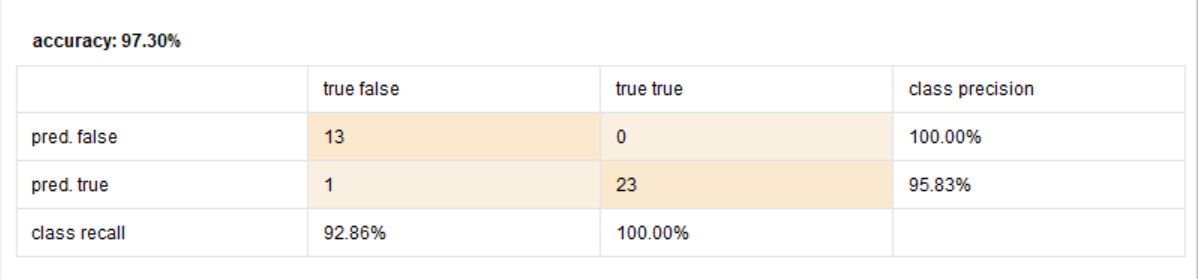 accuracy: 97.30%
true false true true class precision
pred. false 13 0 100.00%
pred. true 1 23 95.83%
class recall 92.86% 100.00%